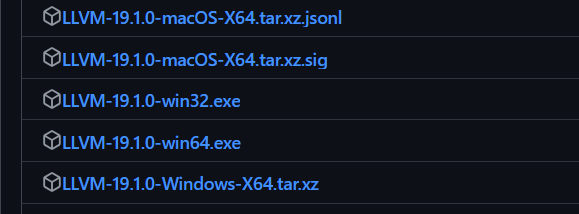 LLVM-19.1.0-macOS-X64.tar.xz.jsonl
LLVM-19.1.0-macOS-X64.tar.xz.sig
LLVM-19.1.0-win32.exe
LLVM-19.1.0-win64.exe
LLVM-19.1.0-Windows-X64.tar.xz